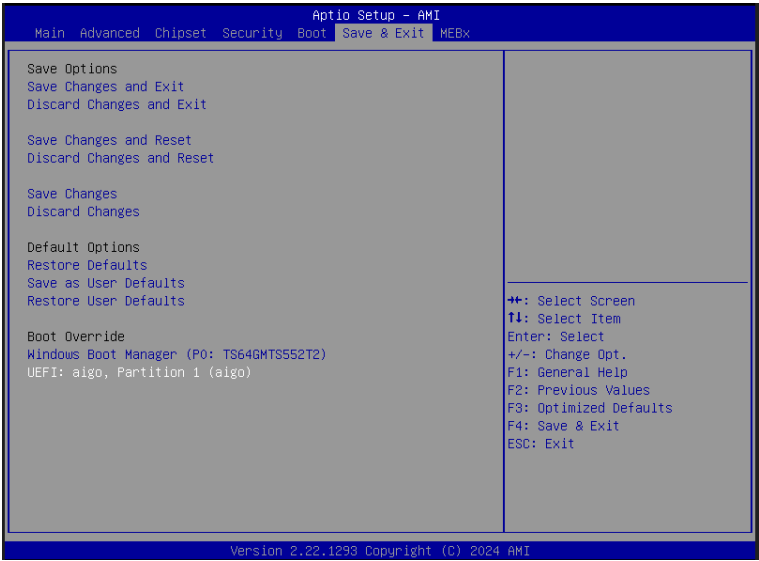 Aptio Setup - AMI
Main Advanced Chipset Security Boot Save & Exit MEBx
Save Options
Save Changes and Exit
Discard Changes and Exit
Save Changes and Reset
Discard Changes and Reset
Save Changes
Discard Changes
Default Options
Restore Defaults
Save as User Defaults
Restore User Defaults
Boot Override
Windows Boot Manager (P0: TS64GMTS552T2)
UEFI: aigo, Partition 1 (aigo)
→←: Select Screen
↑↓: Select Item
Enter: Select
+/-: Change Opt.
F1: General Help
F2: Previous Values
F3: Optimized Defaults
F4: Save & Exit
ESC: Exit
Version 2.22.1293 Copyright (C) 2024 AMI